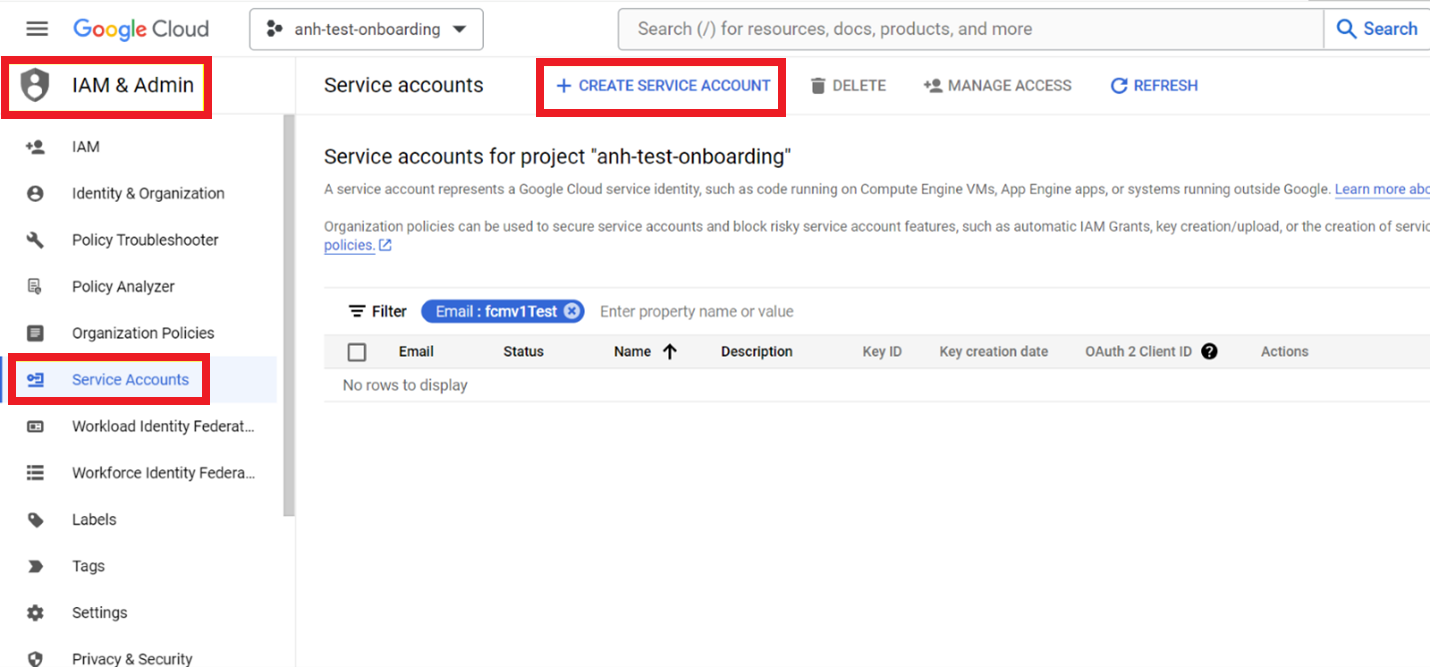 Google Cloud
anh-test-onboarding
Search (/) for resources, docs, products, and more
Search
IAM & Admin
Service accounts
+ CREATE SERVICE ACCOUNT
DELETE
MANAGE ACCESS
REFRESH
IAM
Identity & Organization
Policy Troubleshooter
Policy Analyzer
Organization Policies
Service Accounts
Workload Identity Federat...
Workforce Identity Federa...
Labels
Tags
Settings
Privacy & Security
Service accounts for project "anh-test-onboarding"
A service account represents a Google Cloud service identity, such as code running on Compute Engine VMs, App Engine apps, or systems running outside Google. Learn more abo
Organization policies can be used to secure service accounts and block risky service account features, such as automatic IAM Grants, key creation/upload, or the creation of servic
policies.
Filter
Email : fcmv1Test
Enter property name or value
Email
Status
Name
Description
Key ID
Key creation date
OAuth 2 Client ID ?
Actions
No rows to display